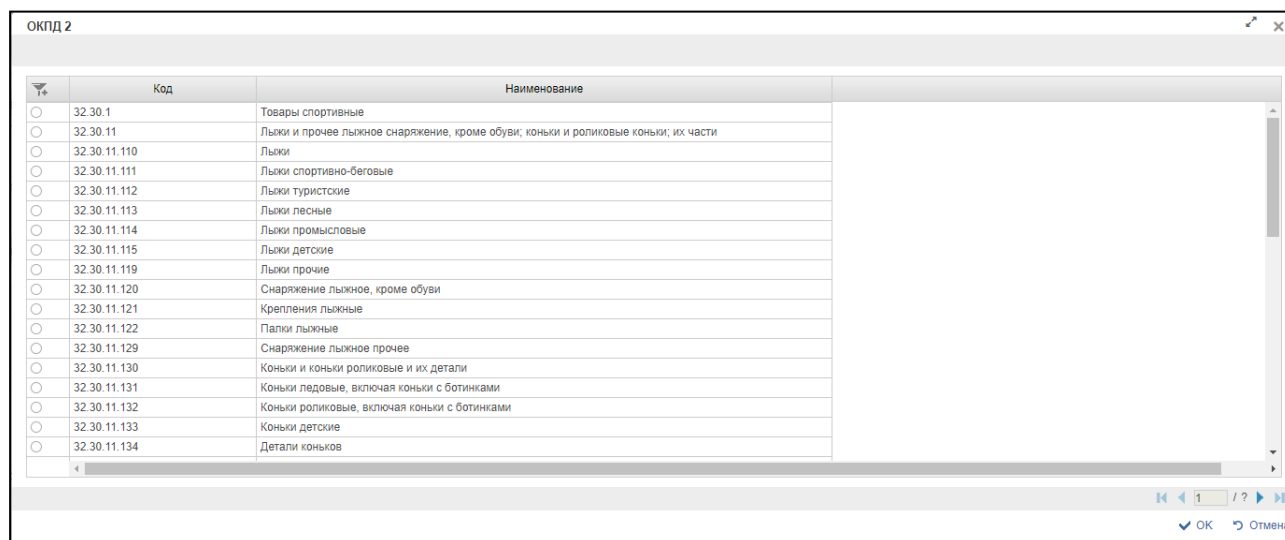 ОКПД 2
Код Наименование
32.30.1 Товары спортивные
32.30.11 Лыжи и прочее лыжное снаряжение, кроме обуви; коньки и роликовые коньки; их части
32.30.11.110 Лыжи
32.30.11.111 Лыжи спортивно-беговые
32.30.11.112 Лыжи туристские
32.30.11.113 Лыжи лесные
32.30.11.114 Лыжи промысловые
32.30.11.115 Лыжи детские
32.30.11.119 Лыжи прочие
32.30.11.120 Снаряжение лыжное, кроме обуви
32.30.11.121 Крепления лыжные
32.30.11.122 Палки лыжные
32.30.11.129 Снаряжение лыжное прочее
32.30.11.130 Коньки и коньки роликовые и их детали
32.30.11.131 Коньки ледовые, включая коньки с ботинками
32.30.11.132 Коньки роликовые, включая коньки с ботинками
32.30.11.133 Коньки детские
32.30.11.134 Детали коньков
1 / ?
ОК Отмена